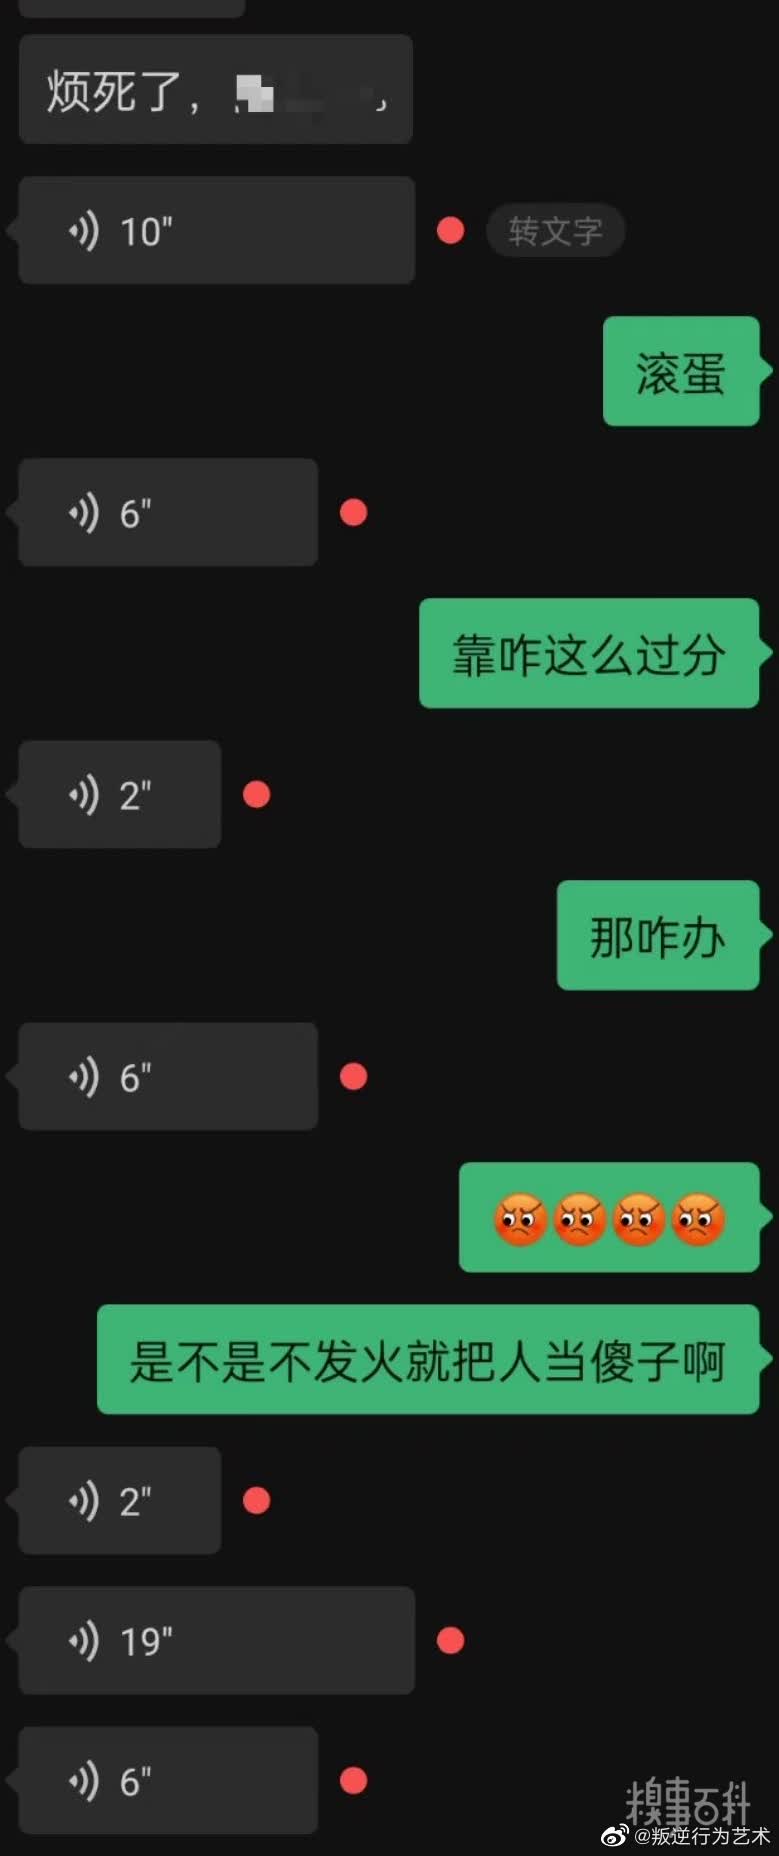 烦死了，
10"
转文字
滚蛋
6"
靠咋这么过分
2"
那咋办
6"
是不是不发火就把人当傻子啊
2"
19"
6"
糗事百科
@叛逆行为艺术